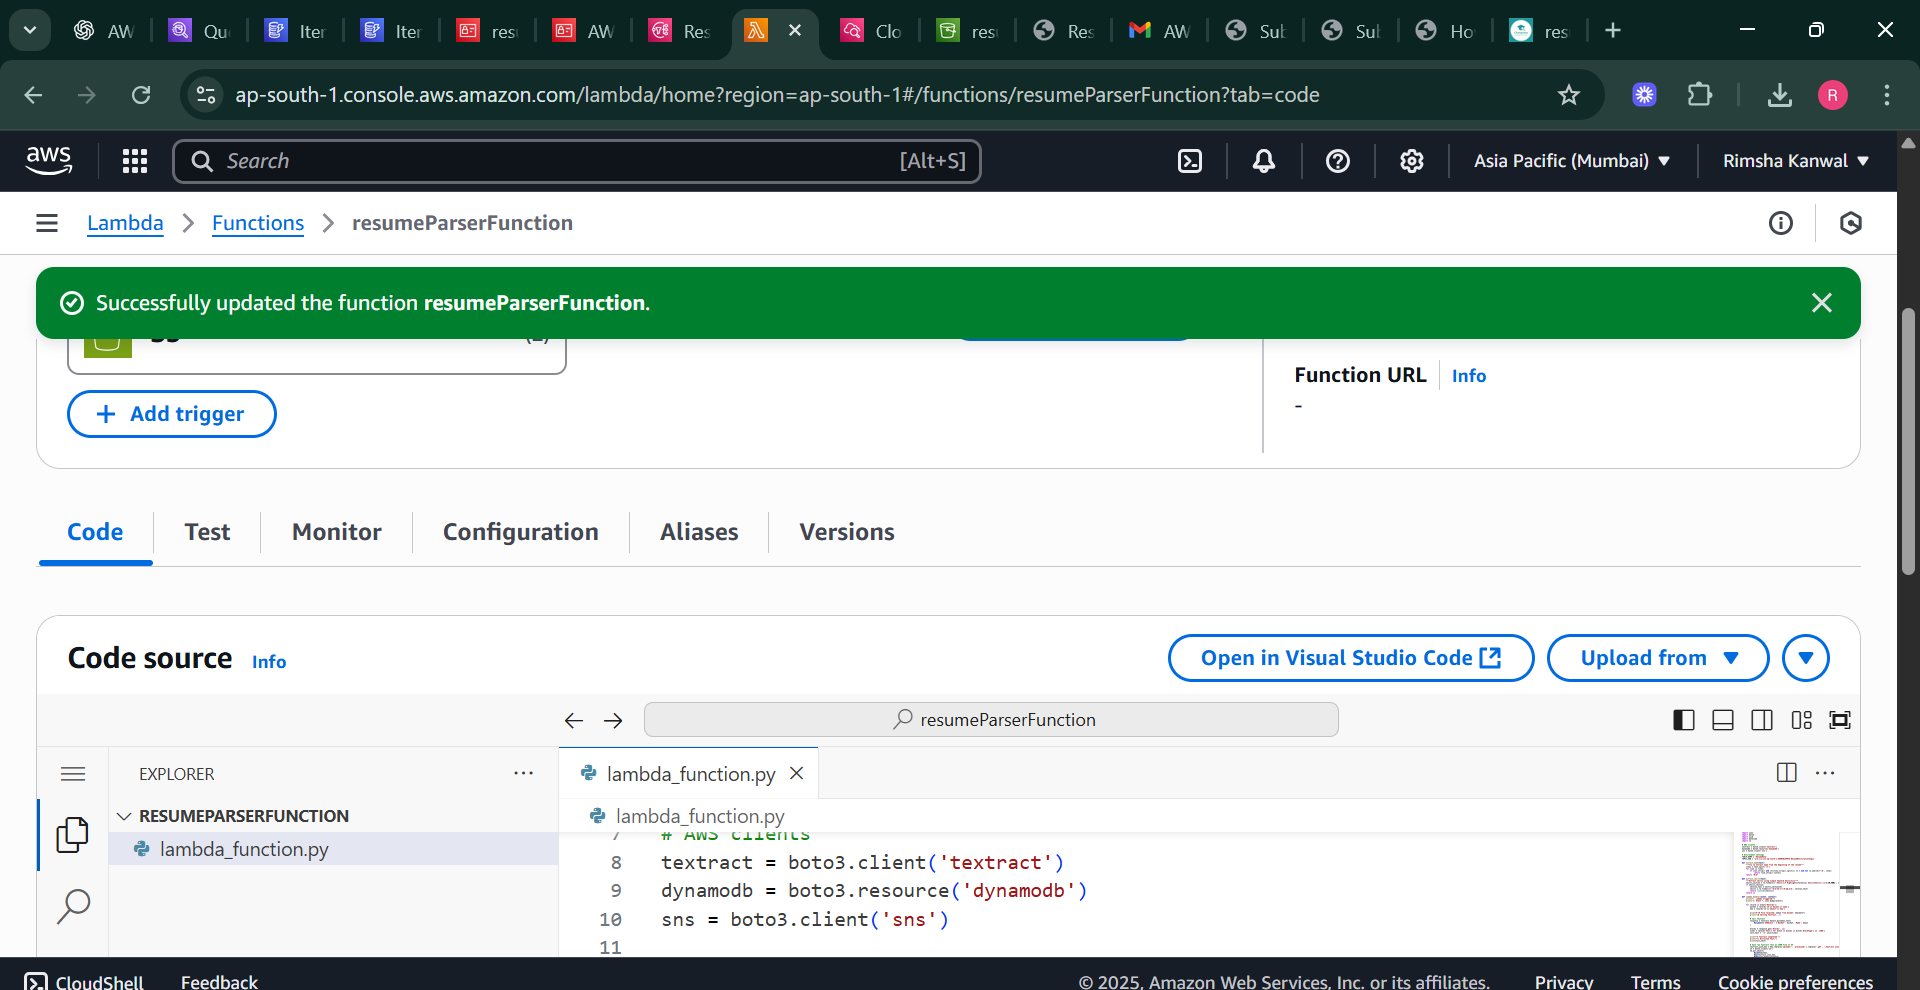 AW
Qu
Iter
Iter
res
AW
Res
Clo
res
Res
AW
Sub
Sub
Ho
res
ap-south-1.console.aws.amazon.com/lambda/home?region=ap-south-1#/functions/resumeParserFunction?tab=code
R
aws
Search
[Alt+S]
Asia Pacific (Mumbai)
Rimsha Kanwal
Lambda
Functions
resumeParserFunction
Successfully updated the function resumeParserFunction.
Add trigger
Function URL
Info
-
Code
Test
Monitor
Configuration
Aliases
Versions
Code source
Info
Open in Visual Studio Code
Upload from
resumeParserFunction
EXPLORER
lambda_function.py
RESUMEPARSERFUNCTION
lambda_function.py
lambda_function.py
7 # AWS clients
8 textract = boto3.client('textract')
9 dynamodb = boto3.resource('dynamodb')
10 sns = boto3.client('sns')
11
CloudShell
Feedback
© 2025, Amazon Web Services, Inc. or its affiliates.
Privacy
Terms
Cookie preferences